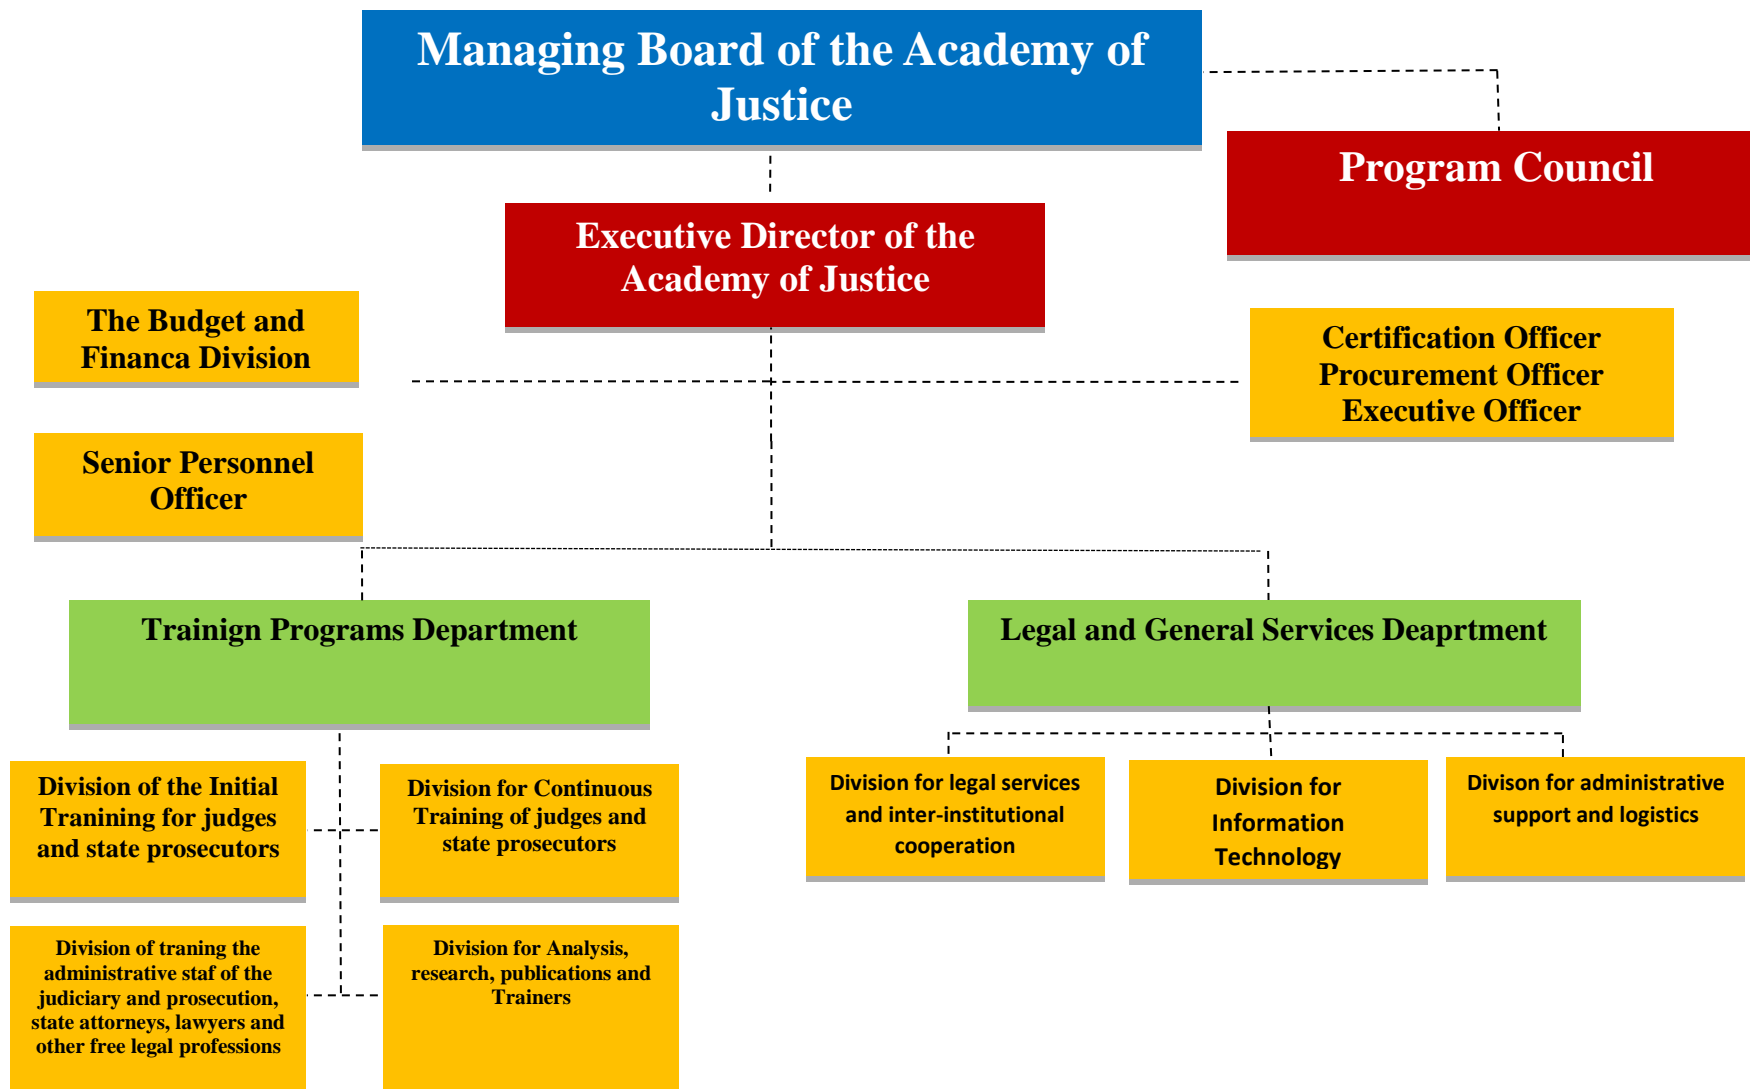 Managing Board of the Academy of
Justice
Program Council
Executive Director of the
Academy of Justice
The Budget and
Financa Division
Certification Officer
Procurement Officer
Executive Officer
Senior Personnel
Officer
Trainign Programs Department
Legal and General Services Deaprtment
Division of the Initial
Tranining for judges
and state prosecutors
Division for Continuous
Training of judges and
state prosecutors
Division for legal services
and inter-institutional
cooperation
Division for
Information
Technology
Divison for administrative
support and logistics
Division of traning the
administrative staf of the
judiciary and prosecution,
state attorneys, lawyers and
other free legal professions
Division for Analysis,
research, publications and
Trainers